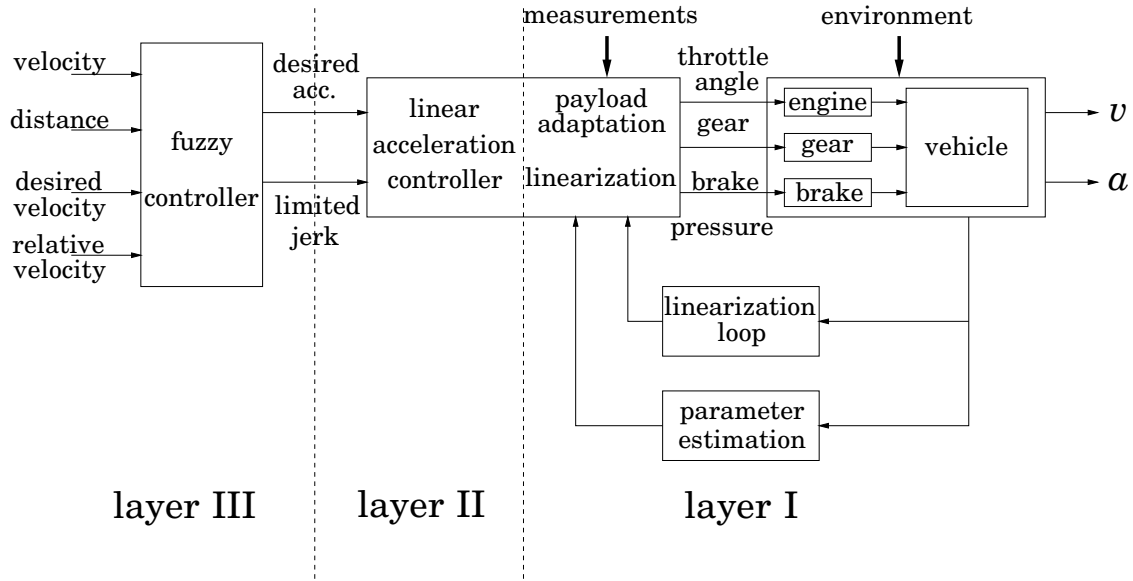 measurements
environment
velocity
distance
desired
velocity
relative
velocity
fuzzy
controller
desired
acc.
limited
jerk
linear
acceleration
controller
payload
adaptation
linearization
throttle
angle
gear
brake
pressure
engine
gear
brake
vehicle
v
a
linearization
loop
parameter
estimation
layer III
layer II
layer I